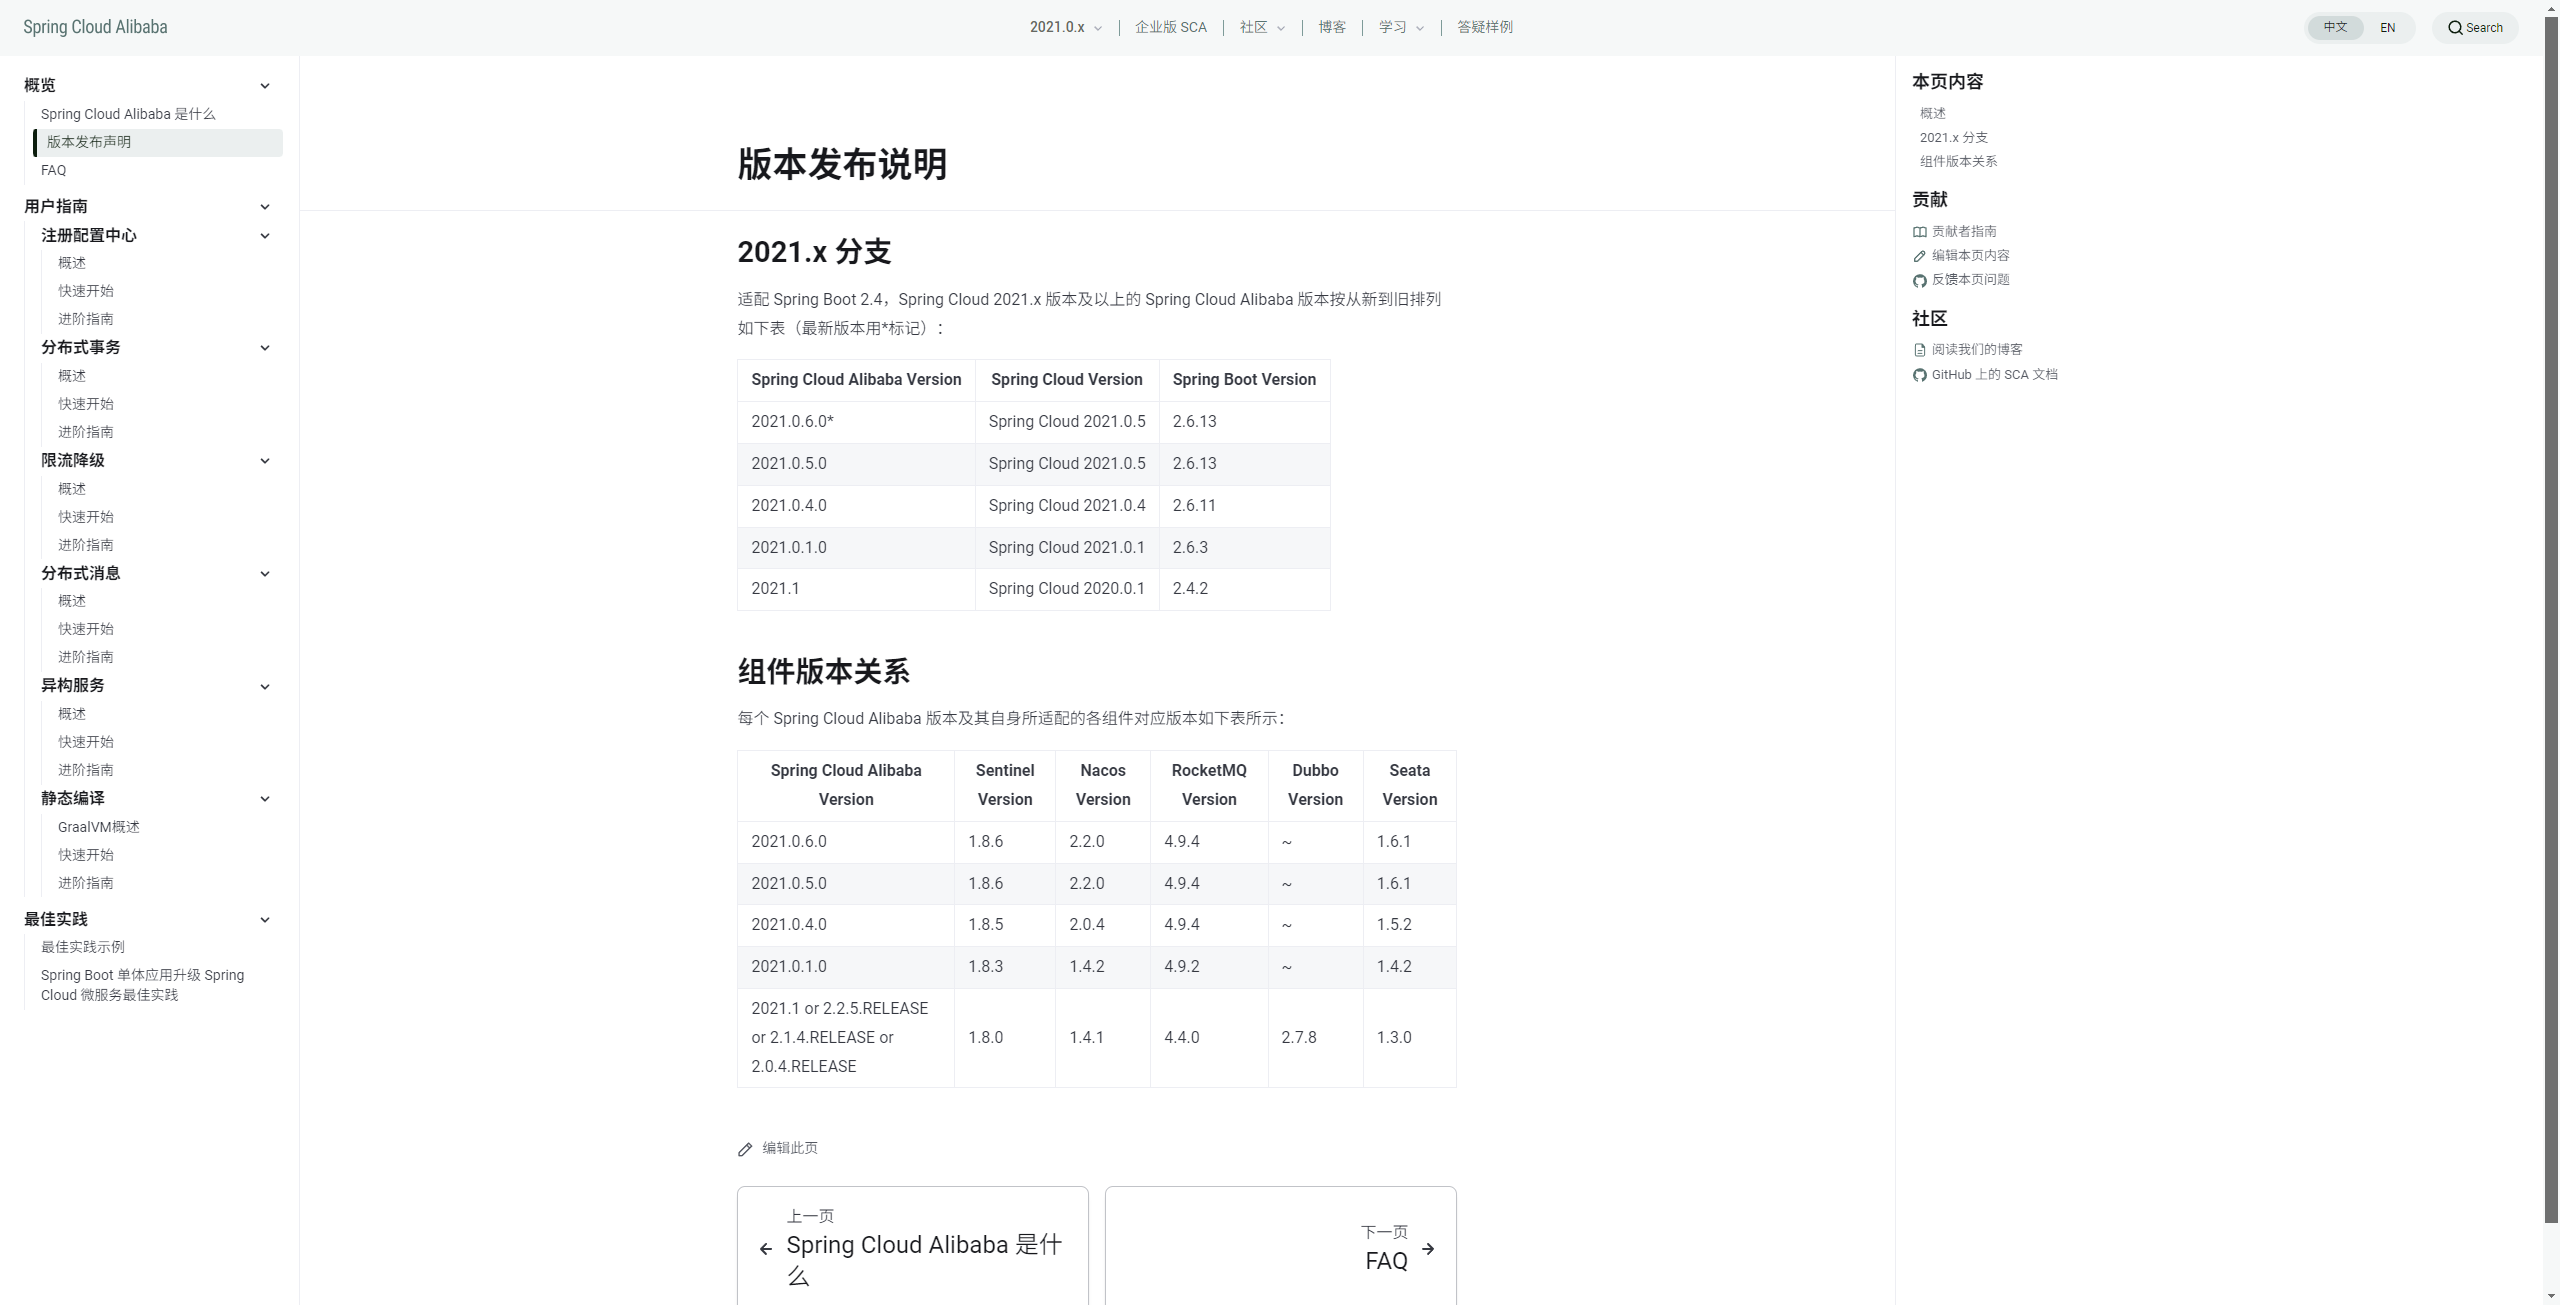 Spring Cloud Alibaba
2021.0.x
企业版 SCA
社区
博客
学习
答疑样例
中文
EN
Search
概览
Spring Cloud Alibaba 是什么
版本发布声明
FAQ
用户指南
注册配置中心
概述
快速开始
进阶指南
分布式事务
概述
快速开始
进阶指南
限流降级
概述
快速开始
进阶指南
分布式消息
概述
快速开始
进阶指南
异构服务
概述
快速开始
进阶指南
静态编译
GraalVM概述
快速开始
进阶指南
最佳实践
最佳实践示例
Spring Boot 单体应用升级 Spring
Cloud 微服务最佳实践
版本发布说明
2021.x 分支
适配 Spring Boot 2.4，Spring Cloud 2021.x 版本及以上的 Spring Cloud Alibaba 版本按从新到旧排列
如下表（最新版本用*标记）：
Spring Cloud Alibaba Version Spring Cloud Version Spring Boot Version
2021.0.6.0* Spring Cloud 2021.0.5 2.6.13
2021.0.5.0 Spring Cloud 2021.0.5 2.6.13
2021.0.4.0 Spring Cloud 2021.0.4 2.6.11
2021.0.1.0 Spring Cloud 2021.0.1 2.6.3
2021.1 Spring Cloud 2020.0.1 2.4.2
组件版本关系
每个 Spring Cloud Alibaba 版本及其自身所适配的各组件对应版本如下表所示：
Spring Cloud Alibaba Sentinel Nacos RocketMQ Dubbo Seata
Version Version Version Version Version Version
2021.0.6.0 1.8.6 2.2.0 4.9.4 ~ 1.6.1
2021.0.5.0 1.8.6 2.2.0 4.9.4 ~ 1.6.1
2021.0.4.0 1.8.5 2.0.4 4.9.4 ~ 1.5.2
2021.0.1.0 1.8.3 1.4.2 4.9.2 ~ 1.4.2
2021.1 or 2.2.5.RELEASE
or 2.1.4.RELEASE or 1.8.0 1.4.1 4.4.0 2.7.8 1.3.0
2.0.4.RELEASE
编辑此页
上一页
Spring Cloud Alibaba 是什
么
下一页
FAQ
本页内容
概述
2021.x 分支
组件版本关系
贡献
贡献者指南
编辑本页内容
反馈本页问题
社区
阅读我们的博客
GitHub 上的 SCA 文档